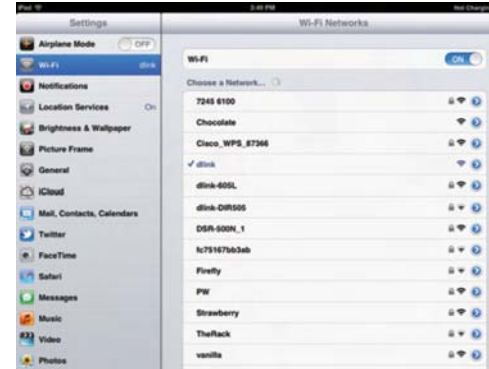 iPad 2:40 PM Not Chargin
Settings
Wi-Fi Networks
Airplane Mode OFF
Wi-Fi dlink
Notifications
Location Services On
Brightness & Wallpaper
Picture Frame
General
iCloud
Mail, Contacts, Calendars
Twitter
FaceTime
Safari
Messages
Music
Video
Photos
Wi-Fi ON
Choose a Network...
7245 6100
Chocolate
Cisco_WPS_87366
dlink
dlink-605L
dlink-DIR505
DSR-500N_1
fc75167bb3ab
Firefly
PW
Strawberry
TheRack
vanilla